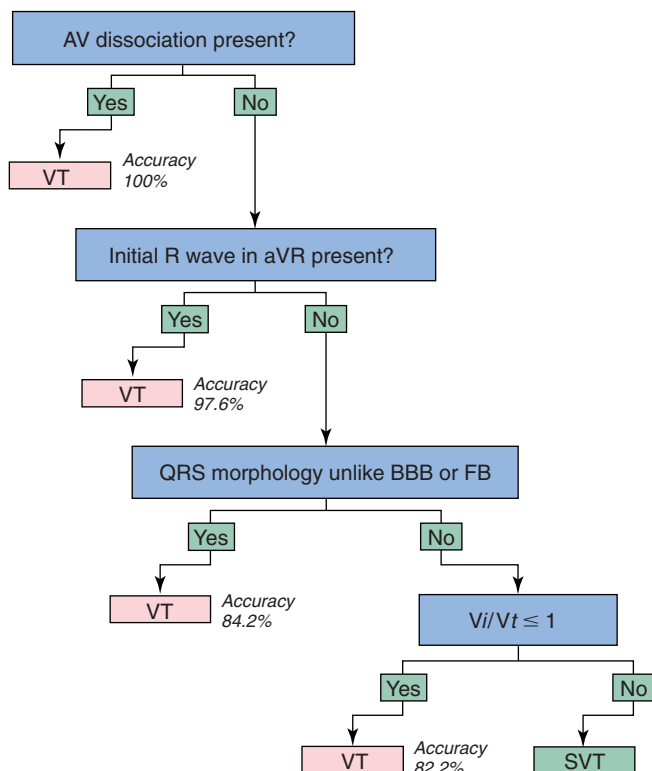 AV dissociation present?
Yes
No
VT
Accuracy
100%
Initial R wave in aVR present?
Yes
No
VT
Accuracy
97.6%
QRS morphology unlike BBB or FB
Yes
No
VT
Accuracy
84.2%
Vi/Vt ≤ 1
Yes
No
VT
Accuracy
82.2%
SVT